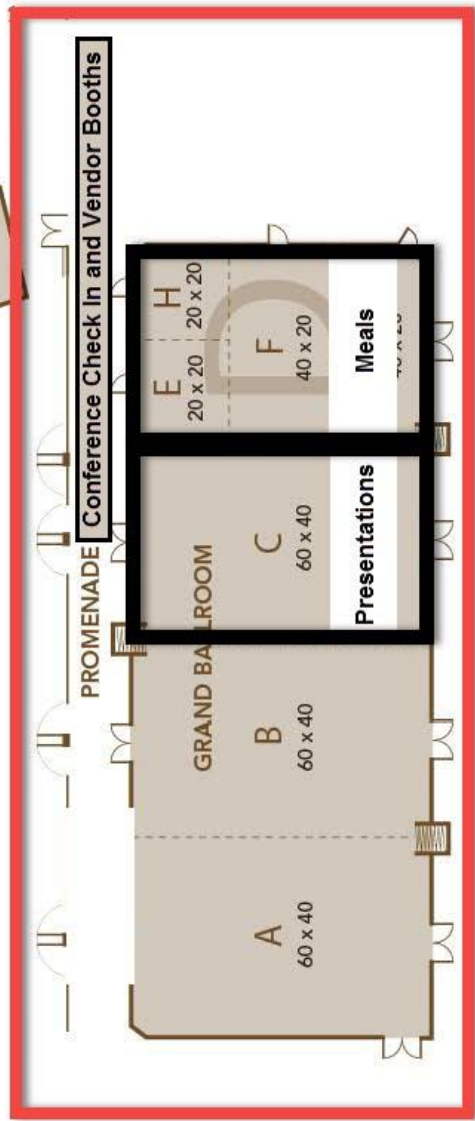 Conference Check In and Vendor Booths
PROMENADE
GRAND BALLROOM
A
60 x 40
B
60 x 40
C
60 x 40
Presentations
D
E
20 x 20
H
20 x 20
F
40 x 20
Meals